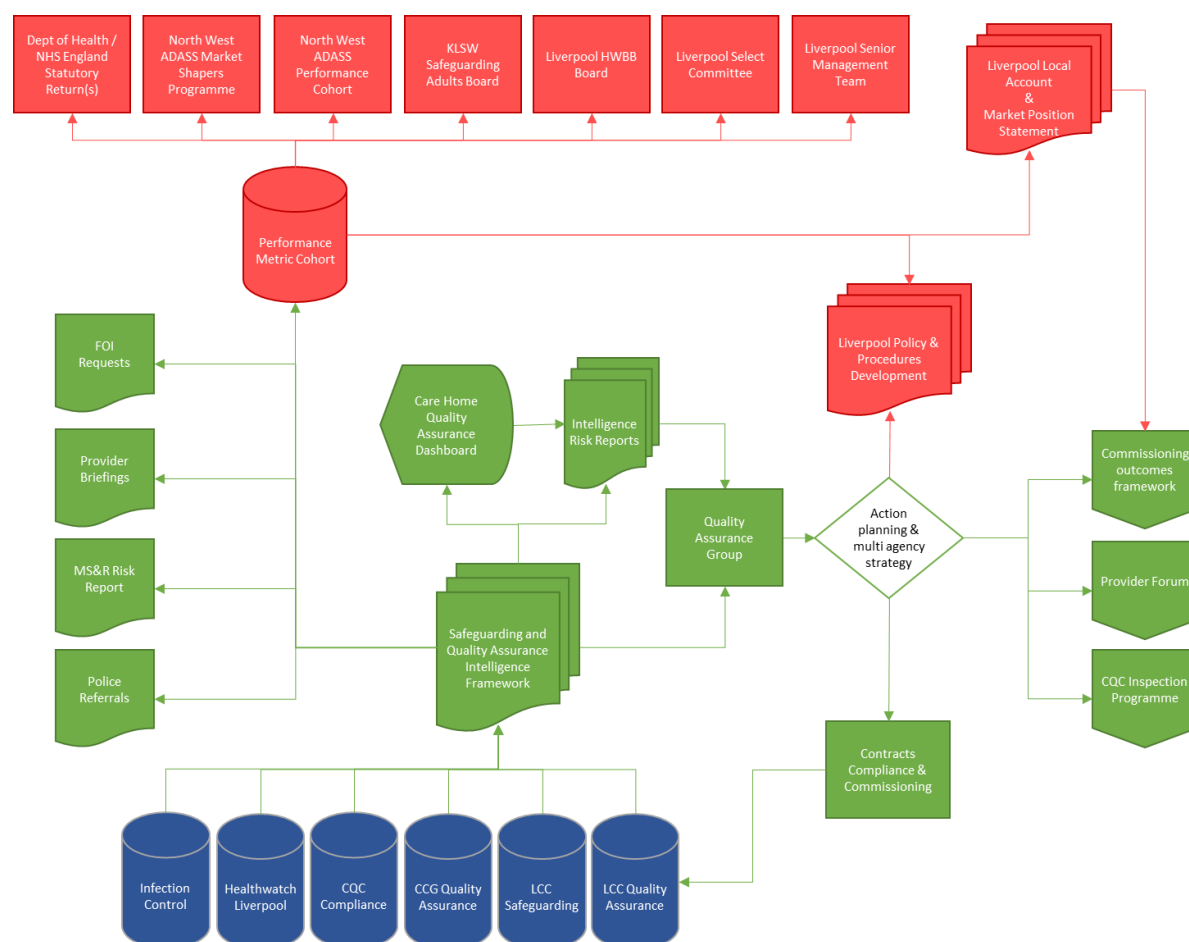 Dept of Health /
NHS England
Statutory
Return(s)
North West
ADASS Market
Shapers
Programme
North West
ADASS
Performance
Cohort
KLSW
Safeguarding
Adults Board
Liverpool HWBB
Board
Liverpool Select
Committee
Liverpool Senior
Management
Team
Liverpool Local
Account
&
Market Position
Statement
Performance
Metric Cohort
Liverpool Policy &
Procedures
Development
FOI
Requests
Provider
Briefings
MS&R Risk
Report
Police
Referrals
Care Home
Quality
Assurance
Dashboard
Intelligence
Risk Reports
Quality
Assurance
Group
Action
planning &
multi agency
strategy
Commissioning
outcomes
framework
Provider Forum
CQC Inspection
Programme
Safeguarding and
Quality Assurance
Intelligence
Framework
Contracts
Compliance &
Commissioning
Infection
Control
Healthwatch
Liverpool
CQC
Compliance
CCG Quality
Assurance
LCC
Safeguarding
LCC Quality
Assurance